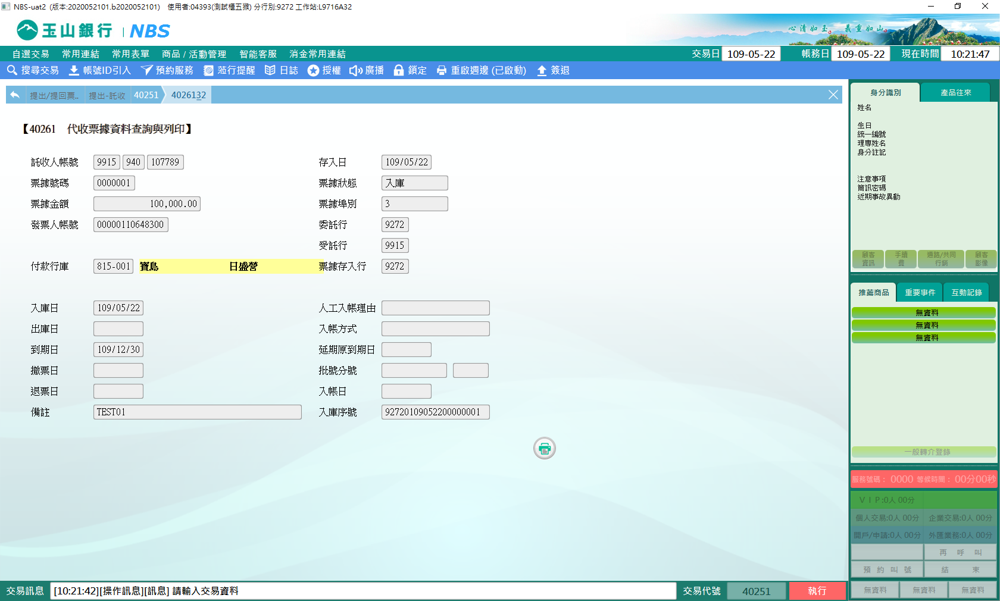 NBS-uat2 (版本:2020052101.b2020052101) 使用者:04393(測試櫃五猴) 分行別:9272 工作站:L9716A32
玉山銀行 | NBS
心清如玉。 義重如山。
自選交易 常用連結 常用表單 商品 / 活動管理 智能客服 消金常用連結 交易日 109-05-22 帳務日 109-05-22 現在時間 10:21:47
搜尋交易 帳號ID引入 預約服務 蒞行提醒 日誌 授權 廣播 鎖定 重啟週邊 (已啟動) 簽退
提出/提回票.. 提出-託收 40251 4026132
【40261 代收票據資料查詢與列印】
託收人帳號 9915 940 107789 存入日 109/05/22
票據號碼 0000001 票據狀態 入庫
票據金額 100,000.00 票據埠別 3
發票人帳號 00000110648300 委託行 9272
受託行 9915
付款行庫 815-001 寶島 日盛營 票據存入行 9272
入庫日 109/05/22 人工入帳理由
出庫日 入帳方式
到期日 109/12/30 延期原到期日
撤票日 批號分號
退票日 入帳日
備註 TEST01 入庫序號 92720109052200000001
交易訊息 [10:21:42][操作訊息][訊息] 請輸入交易資料 交易代號 40251 執行
身分識別 產品往來
姓名
生日
統一編號
理專姓名
身分註記
注意事項
簡訊密碼
近期事故異動
顧客資訊 手續費 通路/共同行銷 顧客影像
推薦商品 重要事件 互動記錄
無資料
無資料
無資料
一般轉介登錄
服務號碼： 0000 等候時間： 00分00秒
ＶＩＰ:0人 00分
個人交易:0人 00分 企業交易:0人 00分
開戶/申請:0人 00分 外匯業務:0人 00分
再 呼 叫
預 約 叫 號 結 束
無資料 無資料 無資料